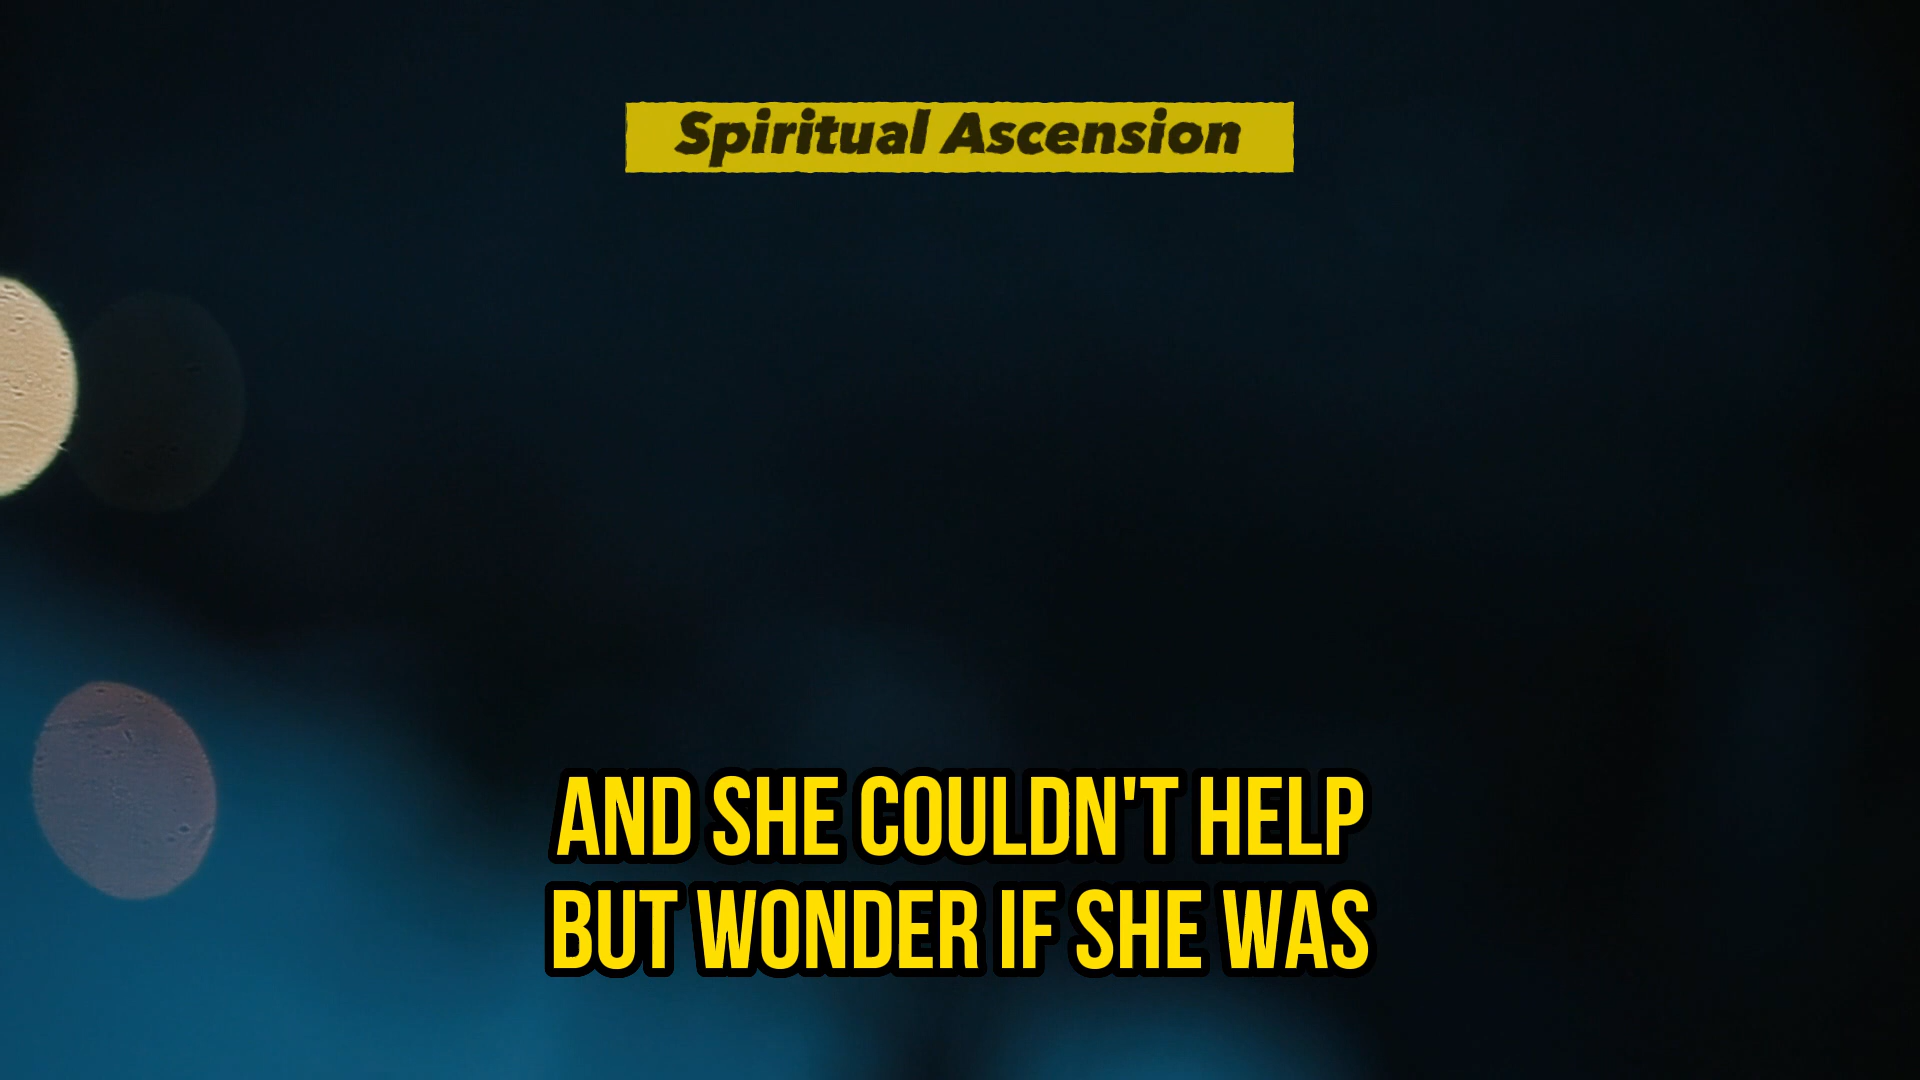 Spiritual Ascension
AND SHE COULDN'T HELP
BUT WONDER IF SHE WAS